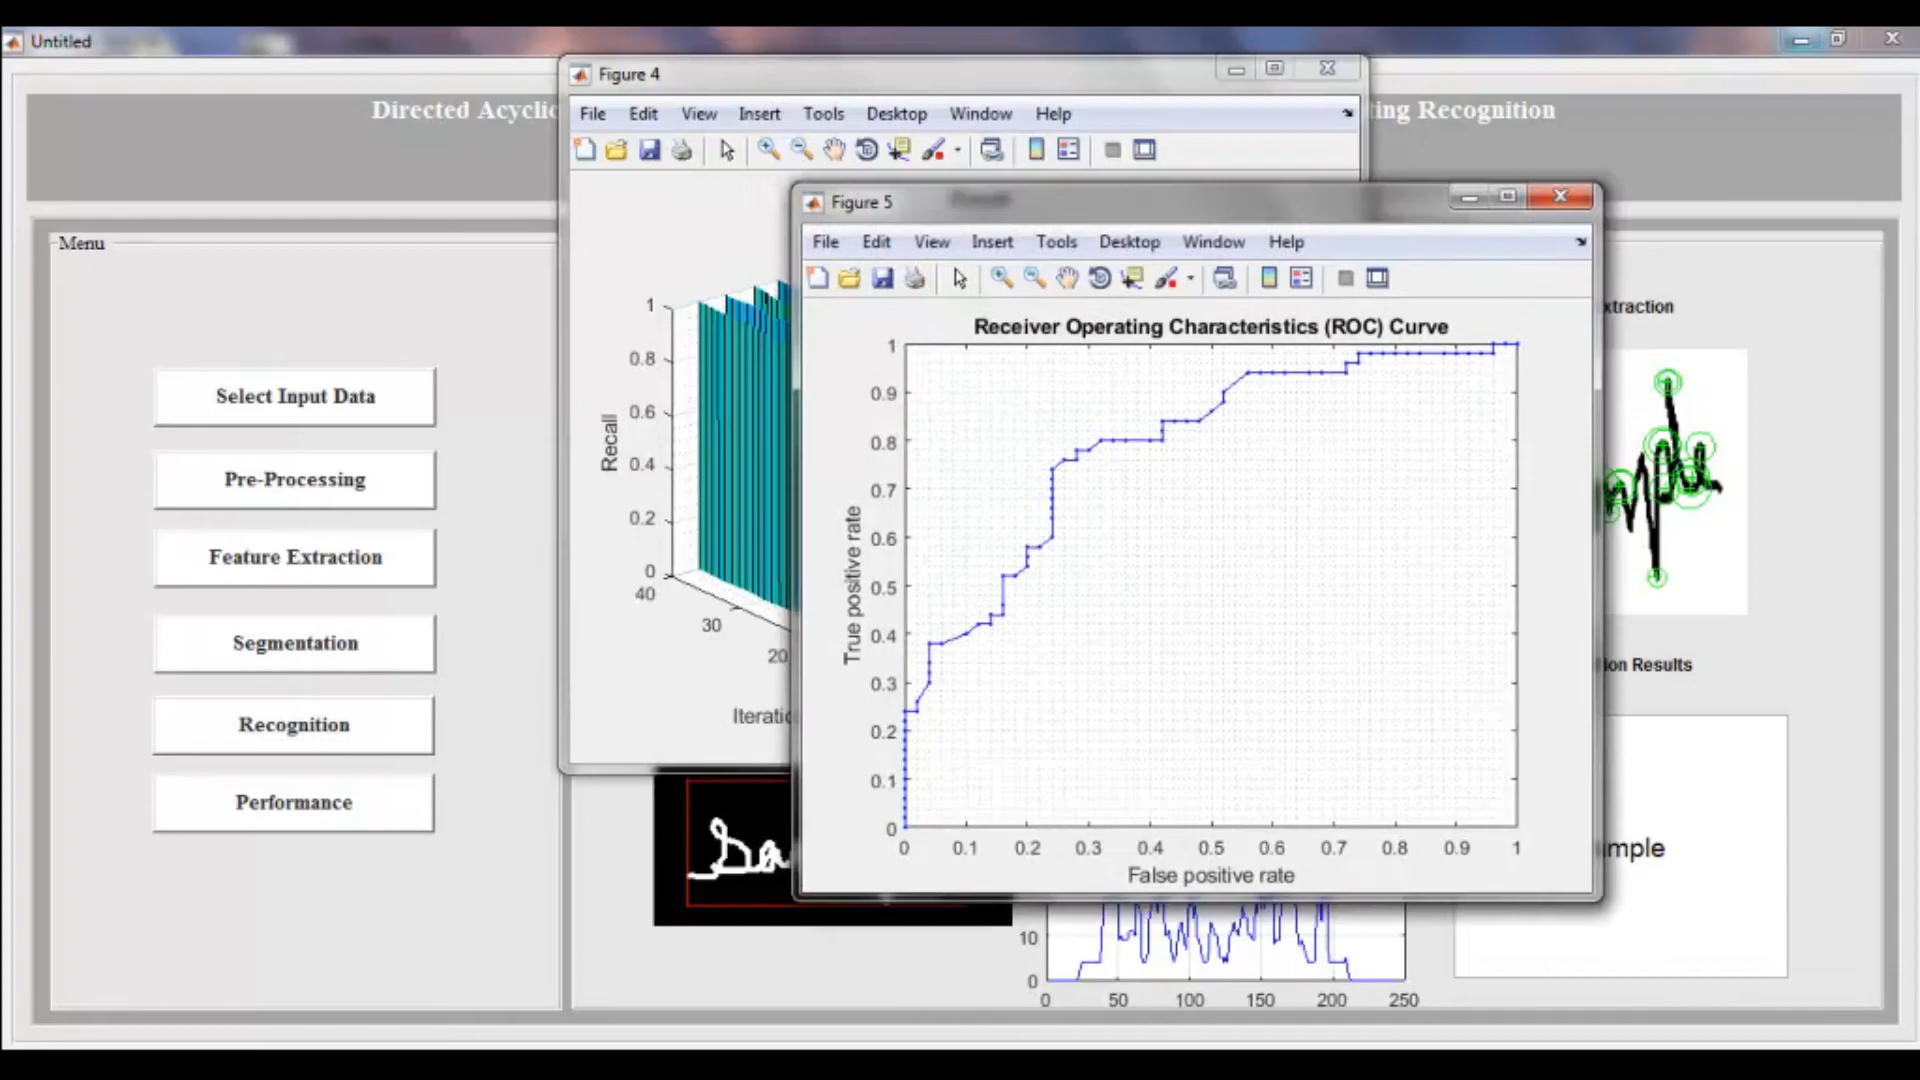 Untitled
Directed Acyclic
ting Recognition
Figure 4
File Edit View Insert Tools Desktop Window Help
Figure 5
File Edit View Insert Tools Desktop Window Help
Menu
Select Input Data
Pre-Processing
Feature Extraction
Segmentation
Recognition
Performance
Recall
1
0.8
0.6
0.4
0.2
0
40
30
20
Iteratio
Receiver Operating Characteristics (ROC) Curve
True positive rate
1
0.9
0.8
0.7
0.6
0.5
0.4
0.3
0.2
0.1
0
0 0.1 0.2 0.3 0.4 0.5 0.6 0.7 0.8 0.9 1
False positive rate
xtraction
ion Results
mple
Sa
10
0
0 50 100 150 200 250